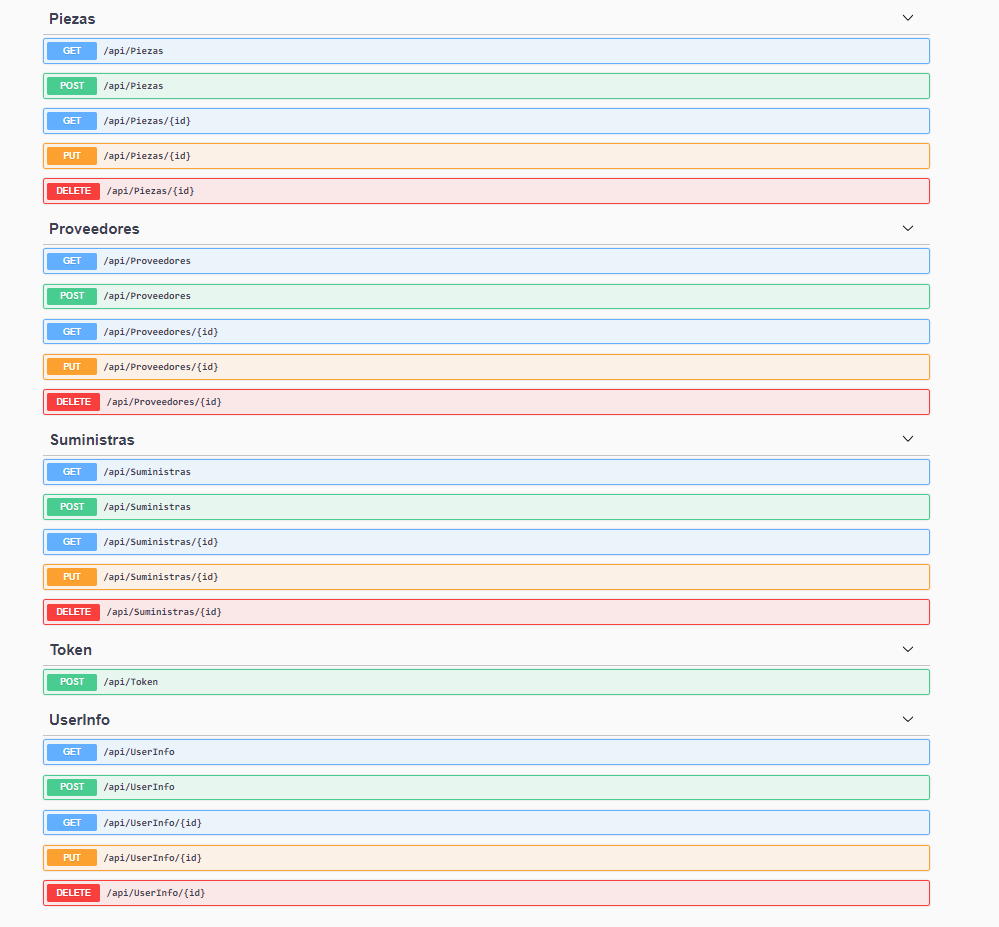 Piezas
GET /api/Piezas
POST /api/Piezas
GET /api/Piezas/{id}
PUT /api/Piezas/{id}
DELETE /api/Piezas/{id}
Proveedores
GET /api/Proveedores
POST /api/Proveedores
GET /api/Proveedores/{id}
PUT /api/Proveedores/{id}
DELETE /api/Proveedores/{id}
Suministras
GET /api/Suministras
POST /api/Suministras
GET /api/Suministras/{id}
PUT /api/Suministras/{id}
DELETE /api/Suministras/{id}
Token
POST /api/Token
UserInfo
GET /api/UserInfo
POST /api/UserInfo
GET /api/UserInfo/{id}
PUT /api/UserInfo/{id}
DELETE /api/UserInfo/{id}